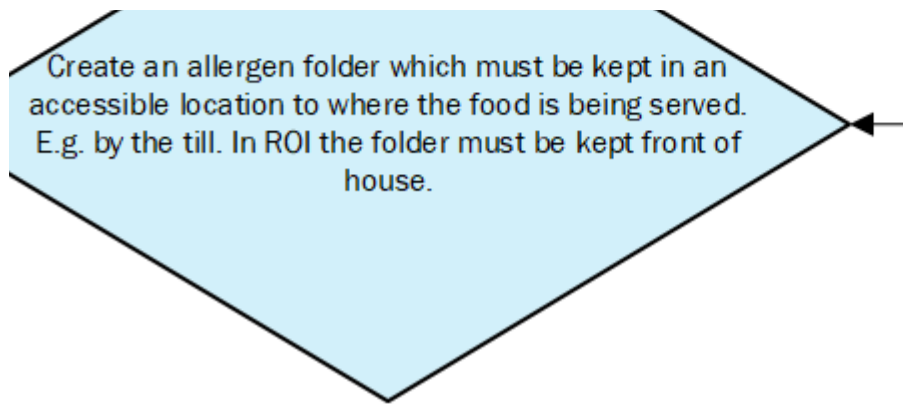 Create an allergen folder which must be kept in an
accessible location to where the food is being served.
E.g. by the till. In ROI the folder must be kept front of
house.